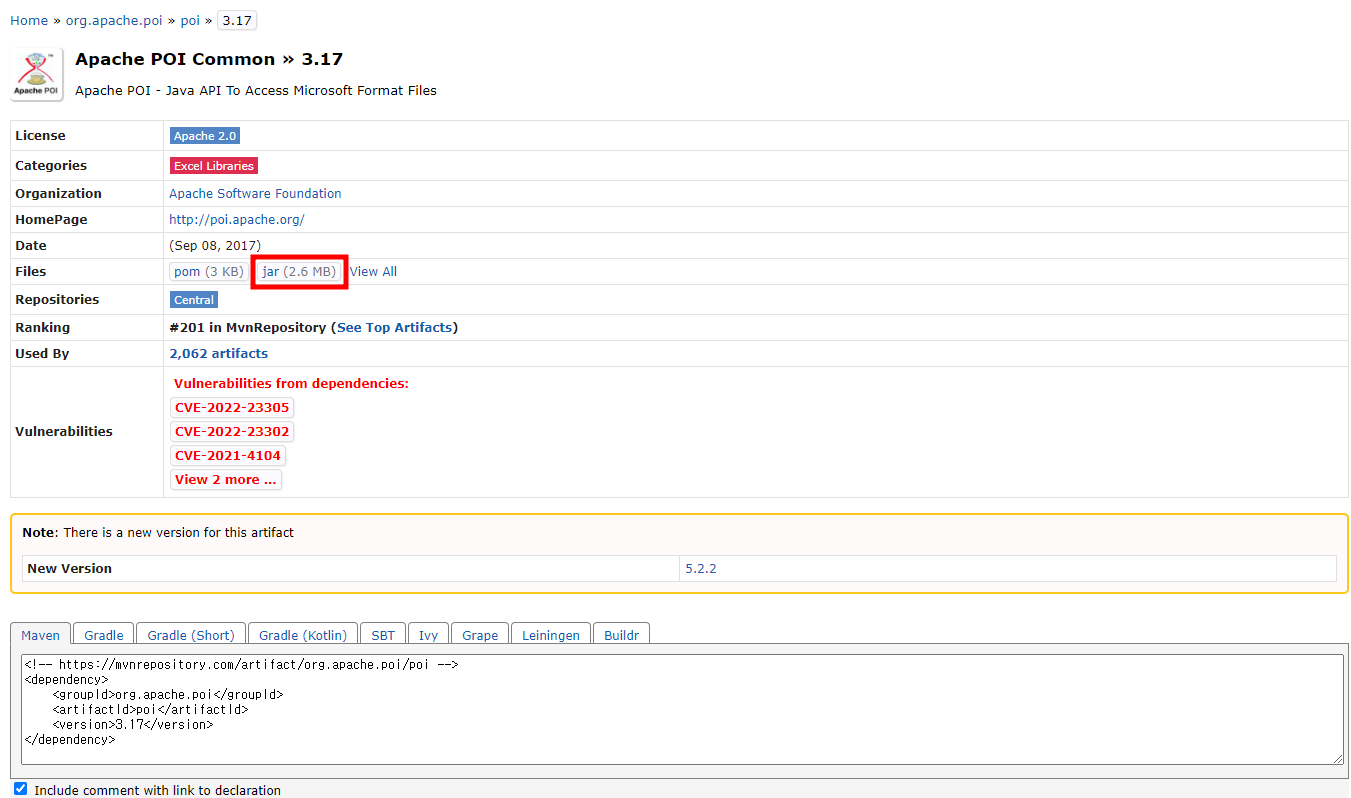 Home » org.apache.poi » poi » 3.17
Apache POI
Apache POI Common » 3.17
Apache POI - Java API To Access Microsoft Format Files
License Apache 2.0
Categories Excel Libraries
Organization Apache Software Foundation
HomePage http://poi.apache.org/
Date (Sep 08, 2017)
Files pom (3 KB) jar (2.6 MB) View All
Repositories Central
Ranking #201 in MvnRepository (See Top Artifacts)
Used By 2,062 artifacts
Vulnerabilities Vulnerabilities from dependencies:
CVE-2022-23305
CVE-2022-23302
CVE-2021-4104
View 2 more ...
Note: There is a new version for this artifact
New Version 5.2.2
Maven Gradle Gradle (Short) Gradle (Kotlin) SBT Ivy Grape Leiningen Buildr
<!-- https://mvnrepository.com/artifact/org.apache.poi/poi -->
<dependency>
    <groupId>org.apache.poi</groupId>
    <artifactId>poi</artifactId>
    <version>3.17</version>
</dependency>
Include comment with link to declaration